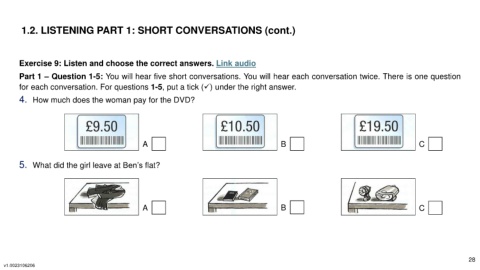 1.2. LISTENING PART 1: SHORT CONVERSATIONS (cont.)
Exercise 9: Listen and choose the correct answers. Link audio
Part 1 – Question 1-5: You will hear five short conversations. You will hear each conversation twice. There is one question
for each conversation. For questions 1-5, put a tick (✓) under the right answer.
4. How much does the woman pay for the DVD?
£9.50 A £10.50 B £19.50 C
5. What did the girl leave at Ben's flat?
A B C
28